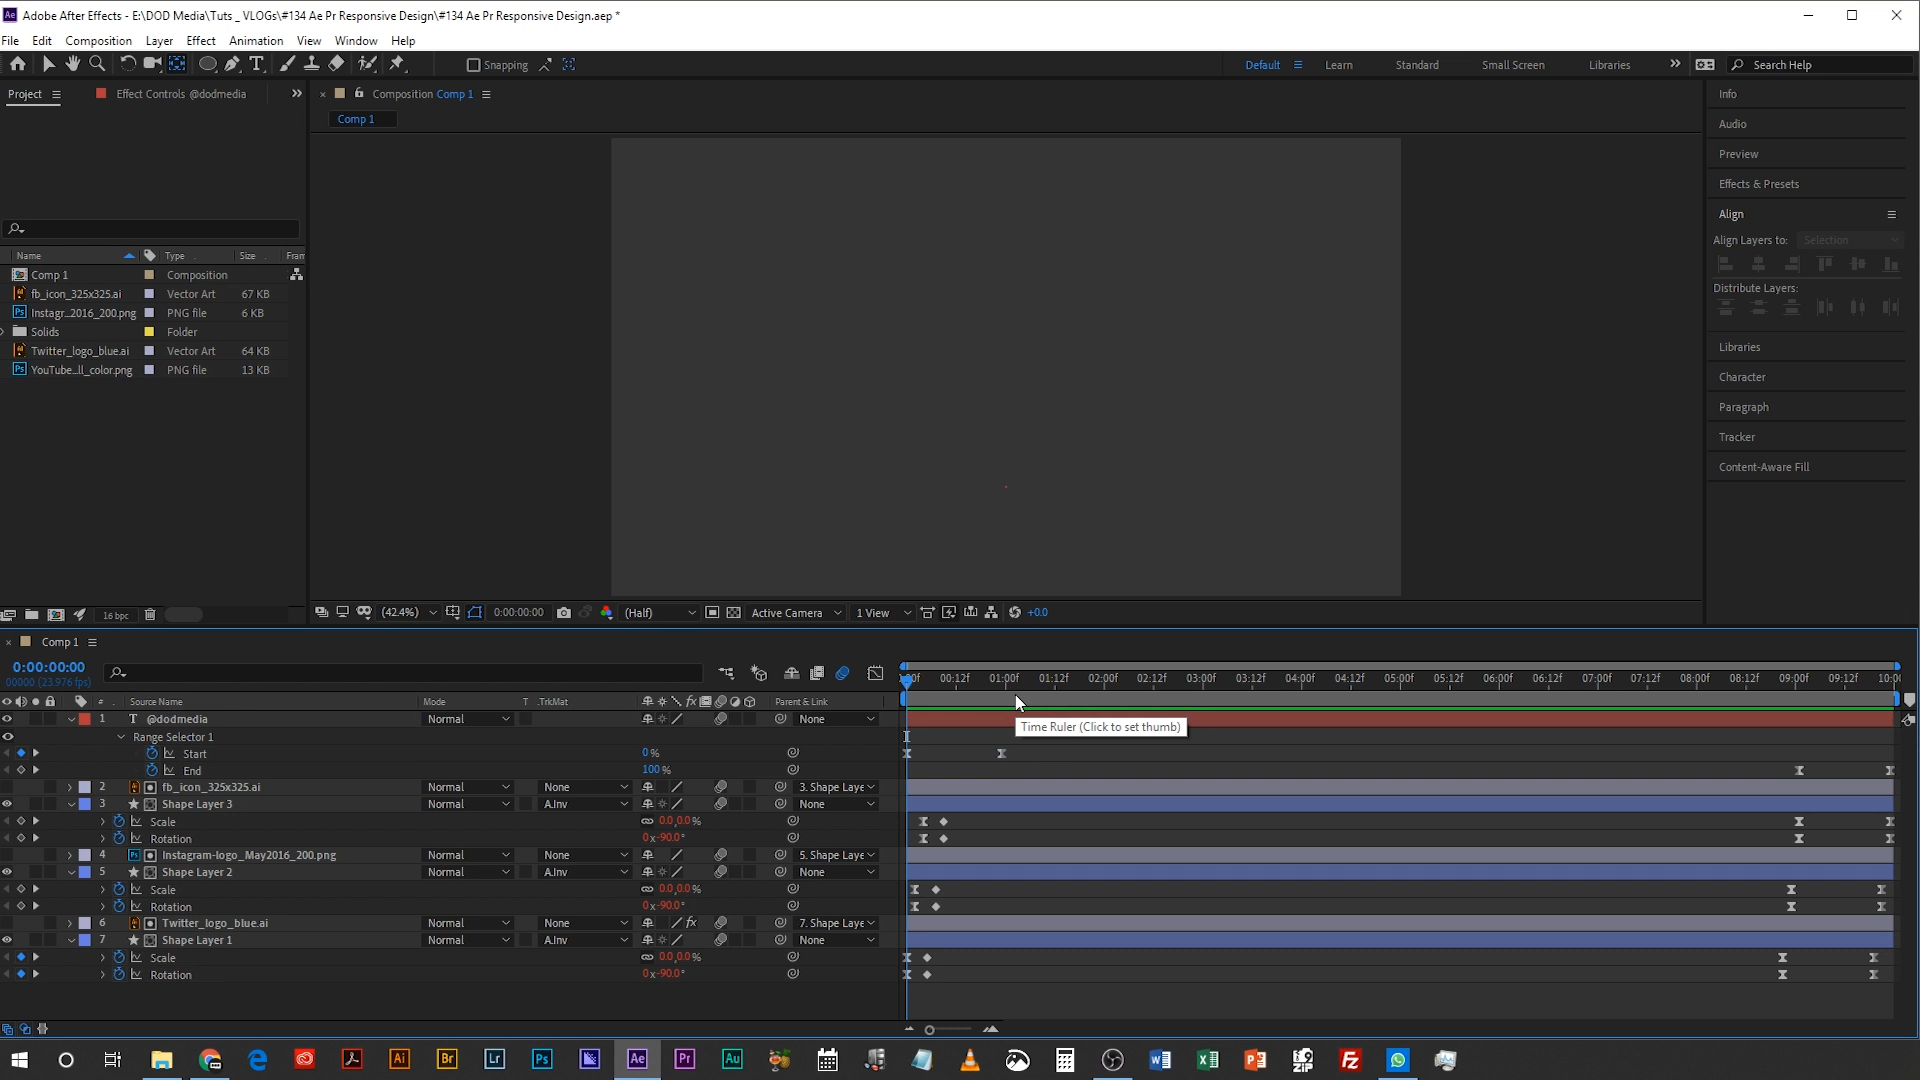 Adobe After Effects - E:\DOD Media\Tuts _ VLOGs\#134 Ae Pr Responsive Design\#134 Ae Pr Responsive Design.aep *
File Edit Composition Layer Effect Animation View Window Help
Snapping Default Learn Standard Small Screen Libraries Search Help
Project Effect Controls @dodmedia Composition Comp 1 Info
Comp 1
Audio
Preview
Effects & Presets
Align
Align Layers to: Selection
Distribute Layers:
Libraries
Character
Paragraph
Tracker
Content-Aware Fill
Name Type Size Fram
Comp 1 Composition
fb_icon_325x325.ai Vector Art 67 KB
Instagr...2016_200.png PNG file 6 KB
Solids Folder
Twitter_logo_blue.ai Vector Art 64 KB
YouTube...ll_color.png PNG file 13 KB
16 bpc (42.4%) 0:00:00:00 (Half) Active Camera 1 View +0.0
Comp 1
0:00:00:00
00000 (23.976 fps)
00:12f 01:00f 01:12f 02:00f 02:12f 03:00f 03:12f 04:00f 04:12f 05:00f 05:12f 06:00f 06:12f 07:00f 07:12f 08:00f 08:12f 09:00f 09:12f 10:00
# Source Name Mode T .TrkMat fx Parent & Link
1 T @dodmedia Normal None
Time Ruler (Click to set thumb)
Range Selector 1
Start 0 %
End 100 %
2 fb_icon_325x325.ai Normal None 3. Shape Laye
3 Shape Layer 3 Normal A.Inv None
Scale 0.0,0.0 %
Rotation 0x-90.0°
4 Instagram-logo_May2016_200.png Normal None 5. Shape Laye
5 Shape Layer 2 Normal A.Inv None
Scale 0.0,0.0 %
Rotation 0x-90.0°
6 Twitter_logo_blue.ai Normal None fx 7. Shape Laye
7 Shape Layer 1 Normal A.Inv None
Scale 0.0,0.0 %
Rotation 0x-90.0°
Ai Br Lr Ps Ae Pr Au